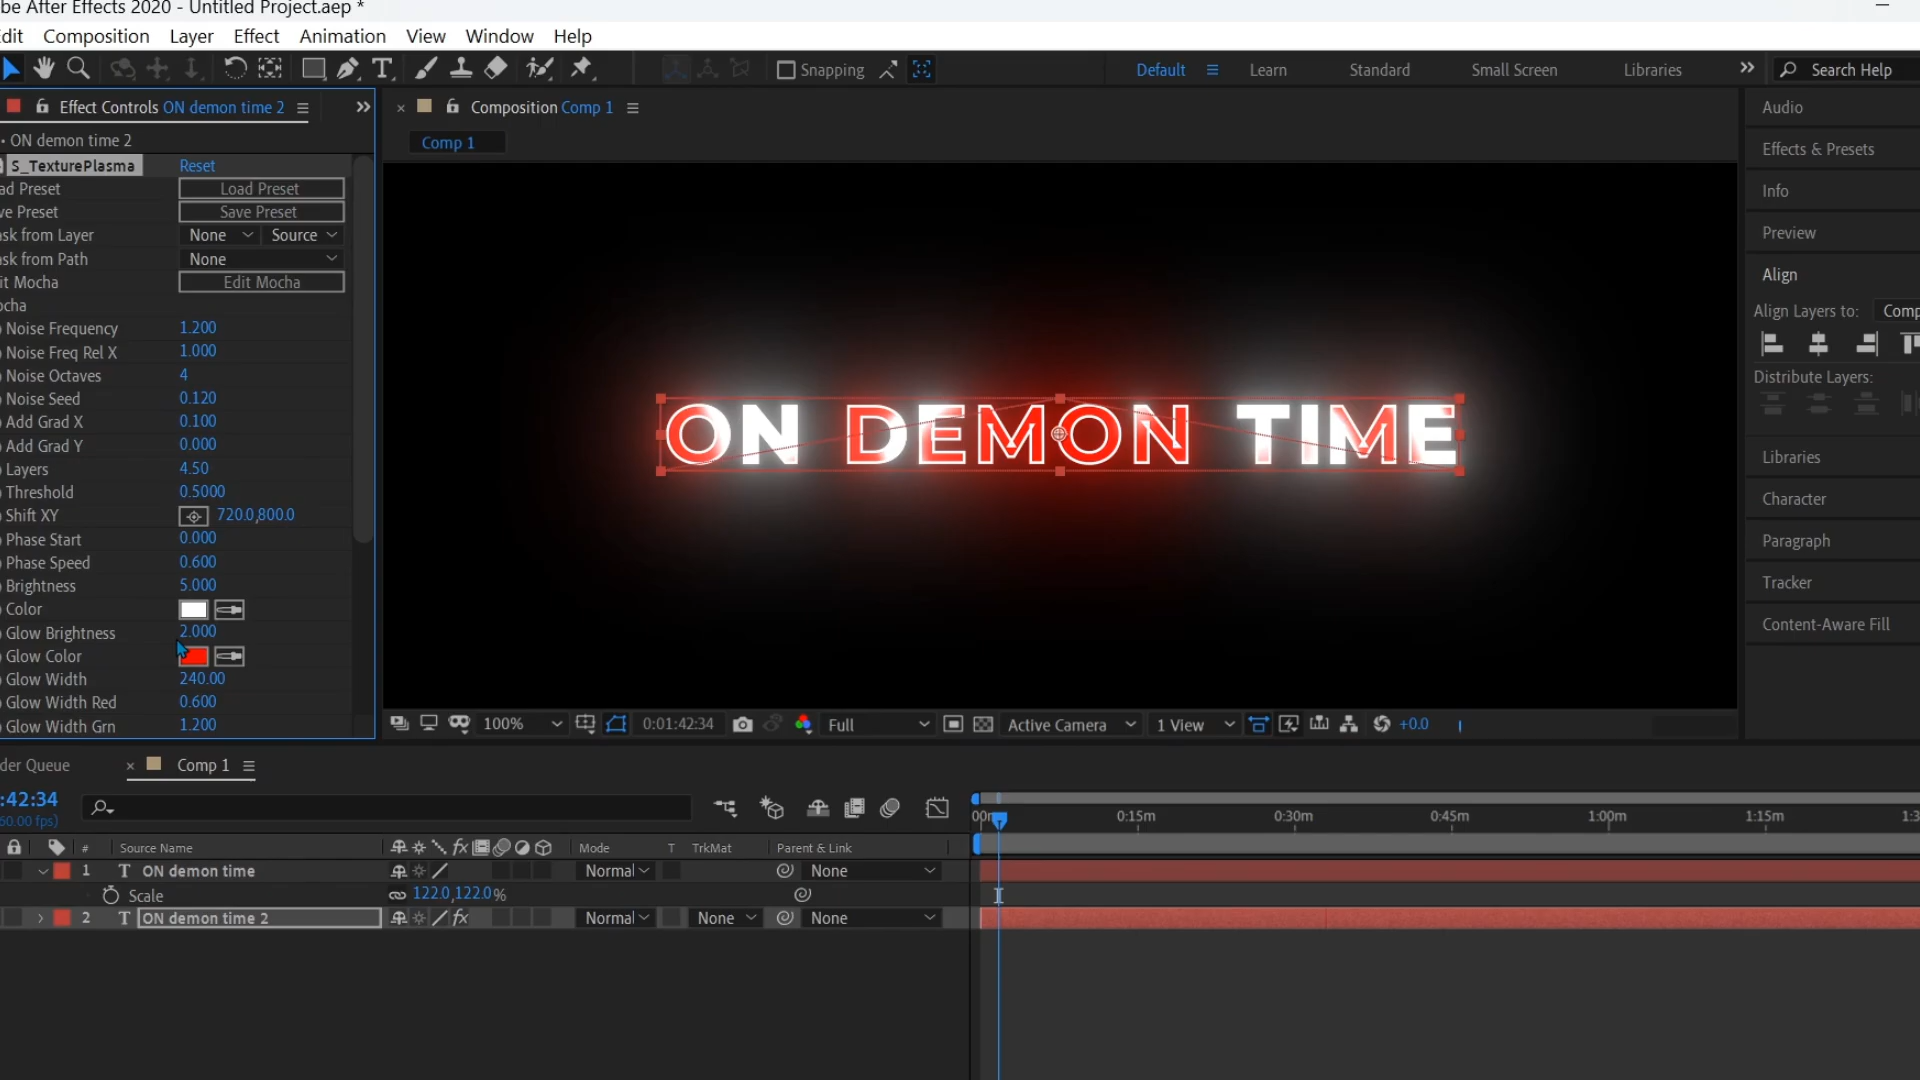 be After Effects 2020 - Untitled Project.aep *
dit Composition Layer Effect Animation View Window Help
Snapping Default Learn Standard Small Screen Libraries Search Help
Effect Controls ON demon time 2
Composition Comp 1
Comp 1
• ON demon time 2
S_TexturePlasma Reset
ad Preset Load Preset
ve Preset Save Preset
ask from Layer None Source
ask from Path None
it Mocha Edit Mocha
ocha
Noise Frequency 1.200
Noise Freq Rel X 1.000
Noise Octaves 4
Noise Seed 0.120
Add Grad X 0.100
Add Grad Y 0.000
Layers 4.50
Threshold 0.5000
Shift XY 720.0,800.0
Phase Start 0.000
Phase Speed 0.600
Brightness 5.000
Color
Glow Brightness 2.000
Glow Color
Glow Width 240.00
Glow Width Red 0.600
Glow Width Grn 1.200
ON DEMON TIME
100% 0:01:42:34 Full Active Camera 1 View +0.0
Audio
Effects & Presets
Info
Preview
Align
Align Layers to: Comp
Distribute Layers:
Libraries
Character
Paragraph
Tracker
Content-Aware Fill
der Queue Comp 1
:42:34
60.00 fps)
00m 0:15m 0:30m 0:45m 1:00m 1:15m 1:3
# Source Name Mode T TrkMat Parent & Link
1 T ON demon time Normal None
Scale 122.0,122.0%
2 T ON demon time 2 Normal None None